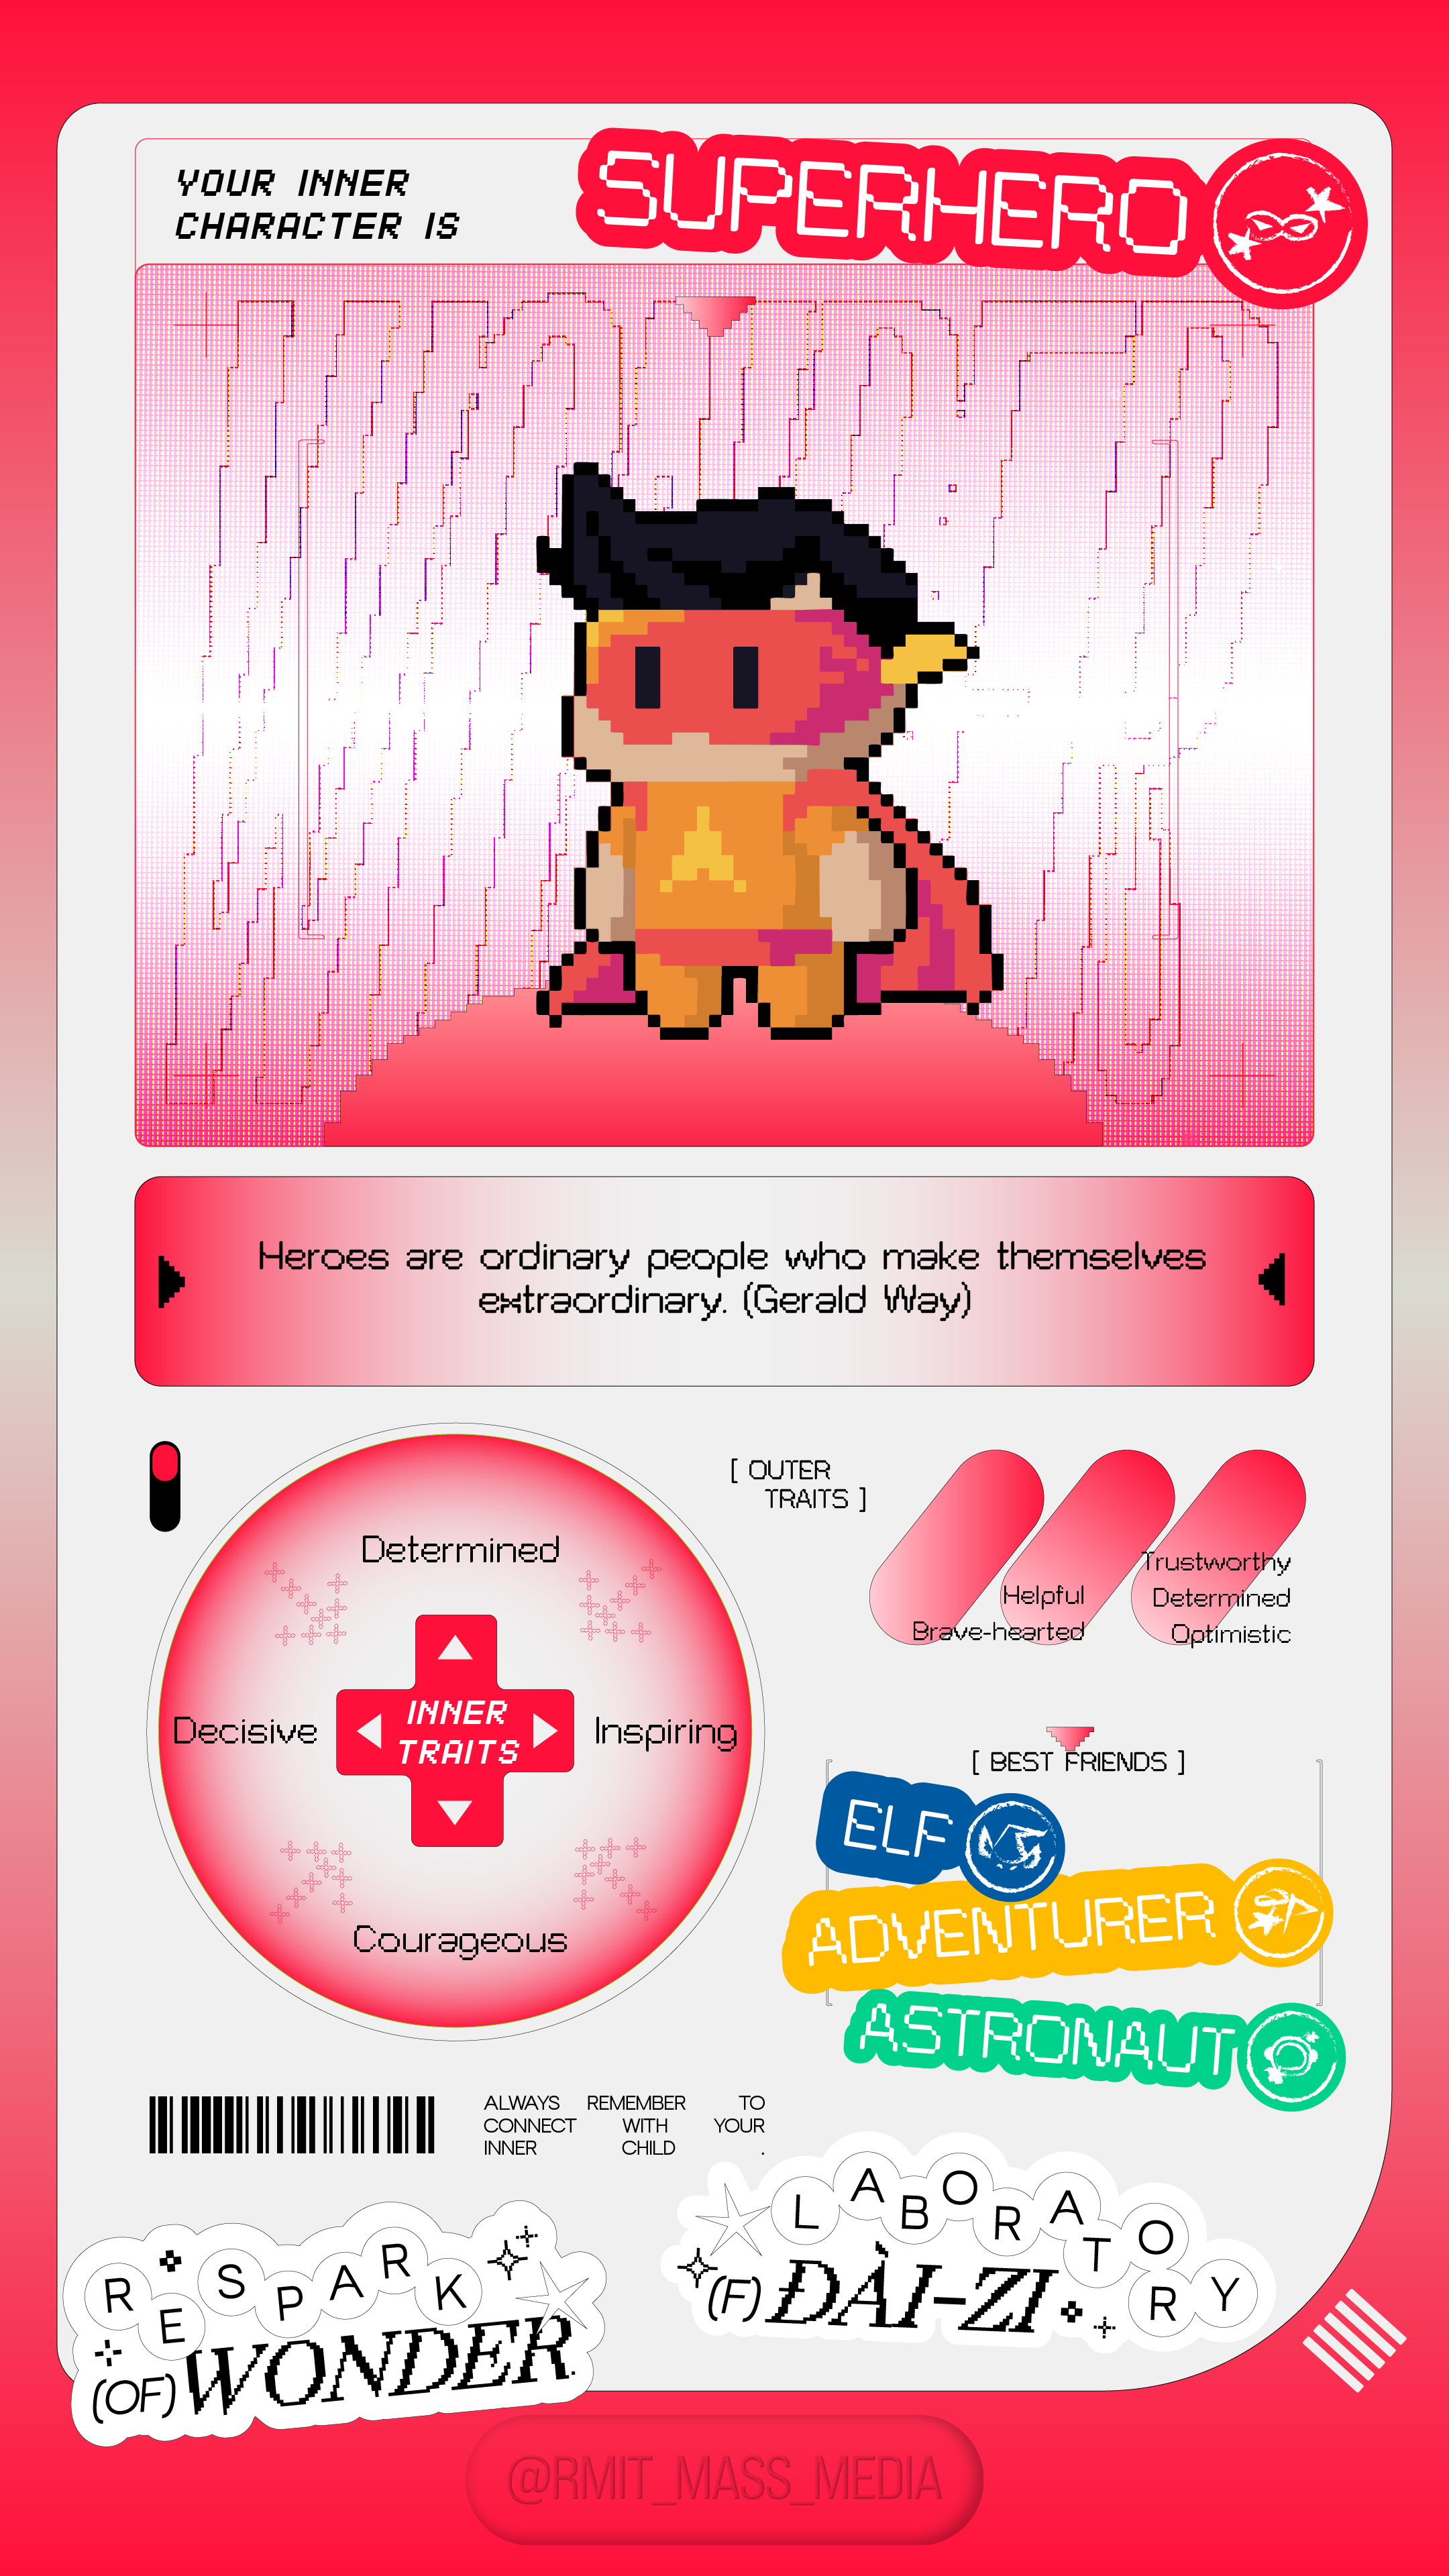 YOUR INNER
CHARACTER IS
SUPERHERO
Heroes are ordinary people who make themselves
extraordinary. (Gerald Way)
Determined
Decisive
INNER
TRAITS
Inspiring
Courageous
[ OUTER
TRAITS ]
Helpful
Brave-hearted
Trustworthy
Determined
Optimistic
[ BEST FRIENDS ]
ELF
ADVENTURER
ASTRONAUT
ALWAYS REMEMBER TO
CONNECT WITH YOUR
INNER CHILD .
RESPARK
(OF) WONDER.
LABORATORY
(F) ĐÀI-ZI
@RMIT_MASS_MEDIA